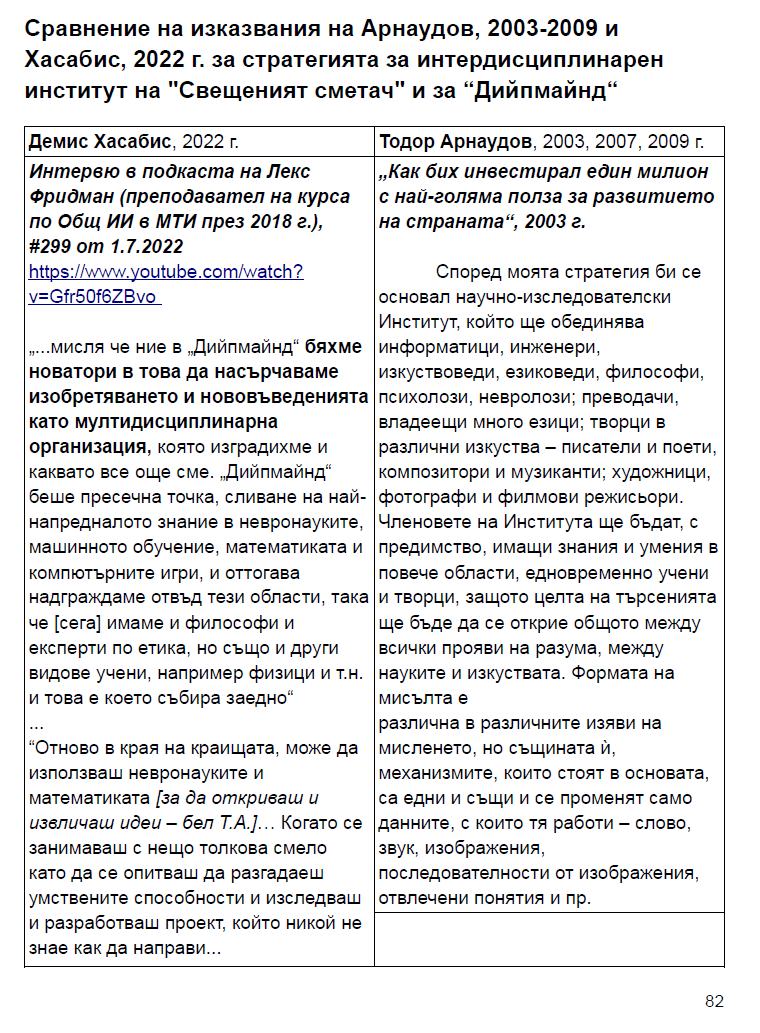 Сравнение на изказвания на Арнаудов, 2003-2009 и
Хасабис, 2022 г. за стратегията за интердисциплинарен
институт на "Свещеният сметач" и за “Дийпмайнд“
Демис Хасабис, 2022 г.
Интервю в подкаста на Лекс
Фридман (преподавател на курса
по Общ ИИ в МТИ през 2018 г.),
#299 от 1.7.2022
https://www.youtube.com/watch?
v=Gfr50f6ZBvo
„...мисля че ние в „Дийпмайнд“ бяхме
новатори в това да насърчаваме
изобретяването и нововъведенията
като мултидисциплинарна
организация, която изградихме и
каквато все още сме. „Дийпмайнд“
беше пресечна точка, сливане на най-
напредналото знание в невронауките,
машинното обучение, математиката и
компютърните игри, и оттогава
надграждаме отвъд тези области, така
че [сега] имаме и философи и
експерти по етика, но също и други
видове учени, например физици и т.н.
и това е което събира заедно“
...
“Отново в края на краищата, може да
използваш невронауките и
математиката [за да откриваш и
извличаш идеи – бел Т.А.]… Когато се
занимаваш с нещо толкова смело
като да се опитваш да разгадаеш
умствените способности и изследваш
и разработваш проект, който никой не
знае как да направи...
Тодор Арнаудов, 2003, 2007, 2009 г.
„Как бих инвестирал един милион
с най-голяма полза за развитието
на страната“, 2003 г.
Според моята стратегия би се
основал научно-изследователски
Институт, който ще обединява
информатици, инженери,
изкуствоведи, езиковеди, философи,
психолози, невролози; преводачи,
владеещи много езици; творци в
различни изкуства – писатели и поети,
композитори и музиканти; художници,
фотографи и филмови режисьори.
Членовете на Института ще бъдат, с
предимство, имащи знания и умения в
повече области, едновременно учени
и творци, защото целта на търсенията
ще бъде да се открие общото между
всички прояви на разума, между
науките и изкуствата. Формата на
мисълта е
различна в различните изяви на
мисленето, но същината ѝ,
механизмите, които стоят в основата,
са едни и същи и се променят само
данните, с които тя работи – слово,
звук, изображения,
последователности от изображения,
отвлечени понятия и пр.
82